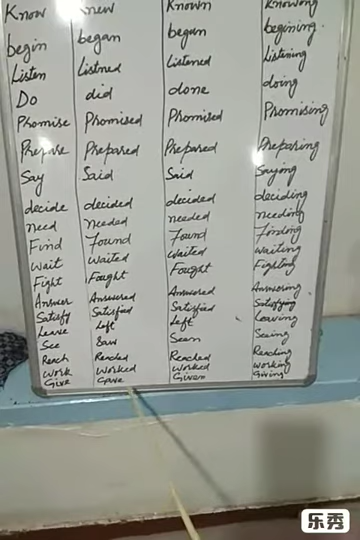 Know Knew Known Knowing
begin began began begining
Listen Listned Listened Listening
Do did done doing
Promise Promised Promised Promising
Prepare Prepared Prepared Preparing
Say Said Said Saying
decide decided decided deciding
need needed needed needing
Find Found Found Finding
wait waited waited waiting
Fight Fought Fought Fighting
Answer Answered Answered Answering
Satisfy Satisfied Satisfied Satisfying
Leave Left Left Leaving
See Saw Seen Seeing
Reach Reached Reached Reaching
Work Worked Worked Working
Give Gave Given Giving
乐秀